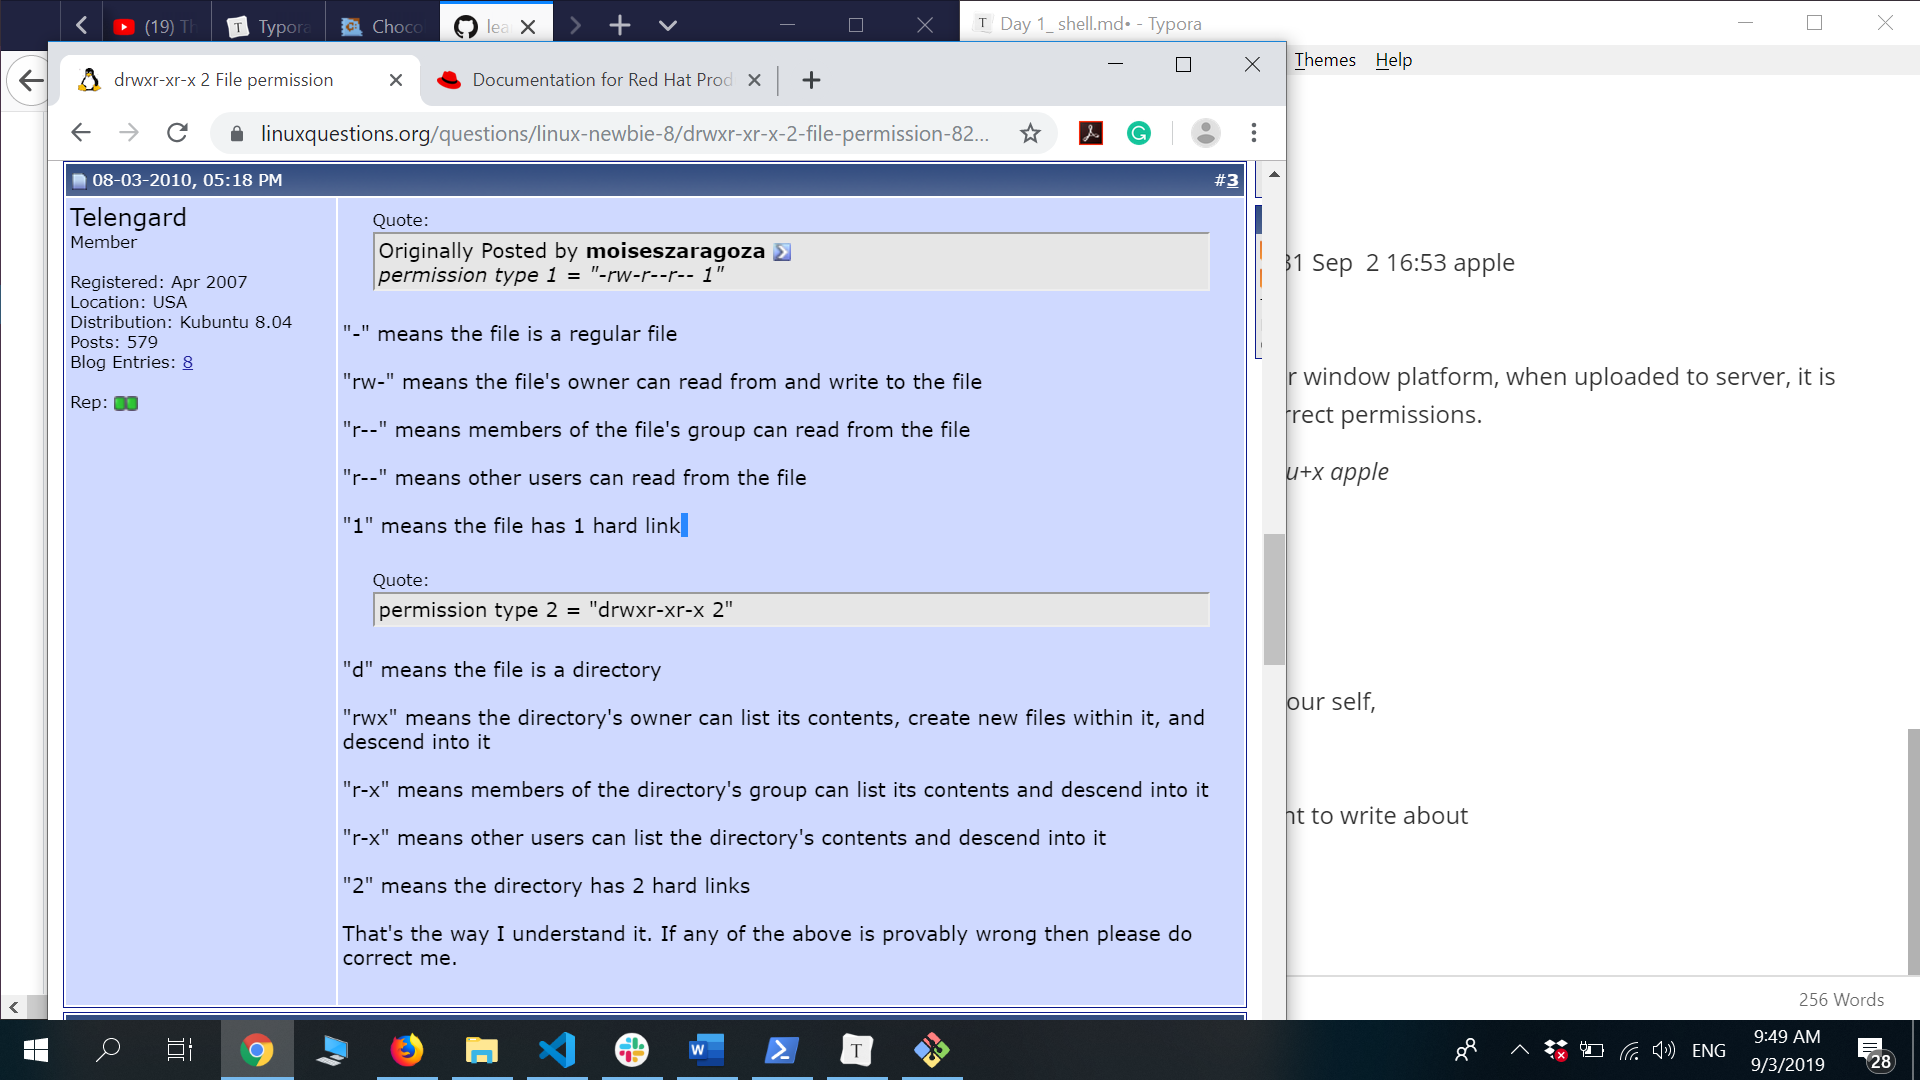 (19) Th
Typora
Choco
lea
T Day 1_ shell.md• - Typora
drwxr-xr-x 2 File permission
Documentation for Red Hat Prod
Themes Help
linuxquestions.org/questions/linux-newbie-8/drwxr-xr-x-2-file-permission-82...
08-03-2010, 05:18 PM
#3
Telengard
Member
Registered: Apr 2007
Location: USA
Distribution: Kubuntu 8.04
Posts: 579
Blog Entries: 8
Rep:
Quote:
Originally Posted by moiseszaragoza
permission type 1 = "-rw-r--r-- 1"
"-" means the file is a regular file
"rw-" means the file's owner can read from and write to the file
"r--" means members of the file's group can read from the file
"r--" means other users can read from the file
"1" means the file has 1 hard link
Quote:
permission type 2 = "drwxr-xr-x 2"
"d" means the file is a directory
"rwx" means the directory's owner can list its contents, create new files within it, and
descend into it
"r-x" means members of the directory's group can list its contents and descend into it
"r-x" means other users can list the directory's contents and descend into it
"2" means the directory has 2 hard links
That's the way I understand it. If any of the above is provably wrong then please do
correct me.
31 Sep 2 16:53 apple
r window platform, when uploaded to server, it is
rrect permissions.
u+x apple
our self,
nt to write about
256 Words
ENG
9:49 AM
9/3/2019
28